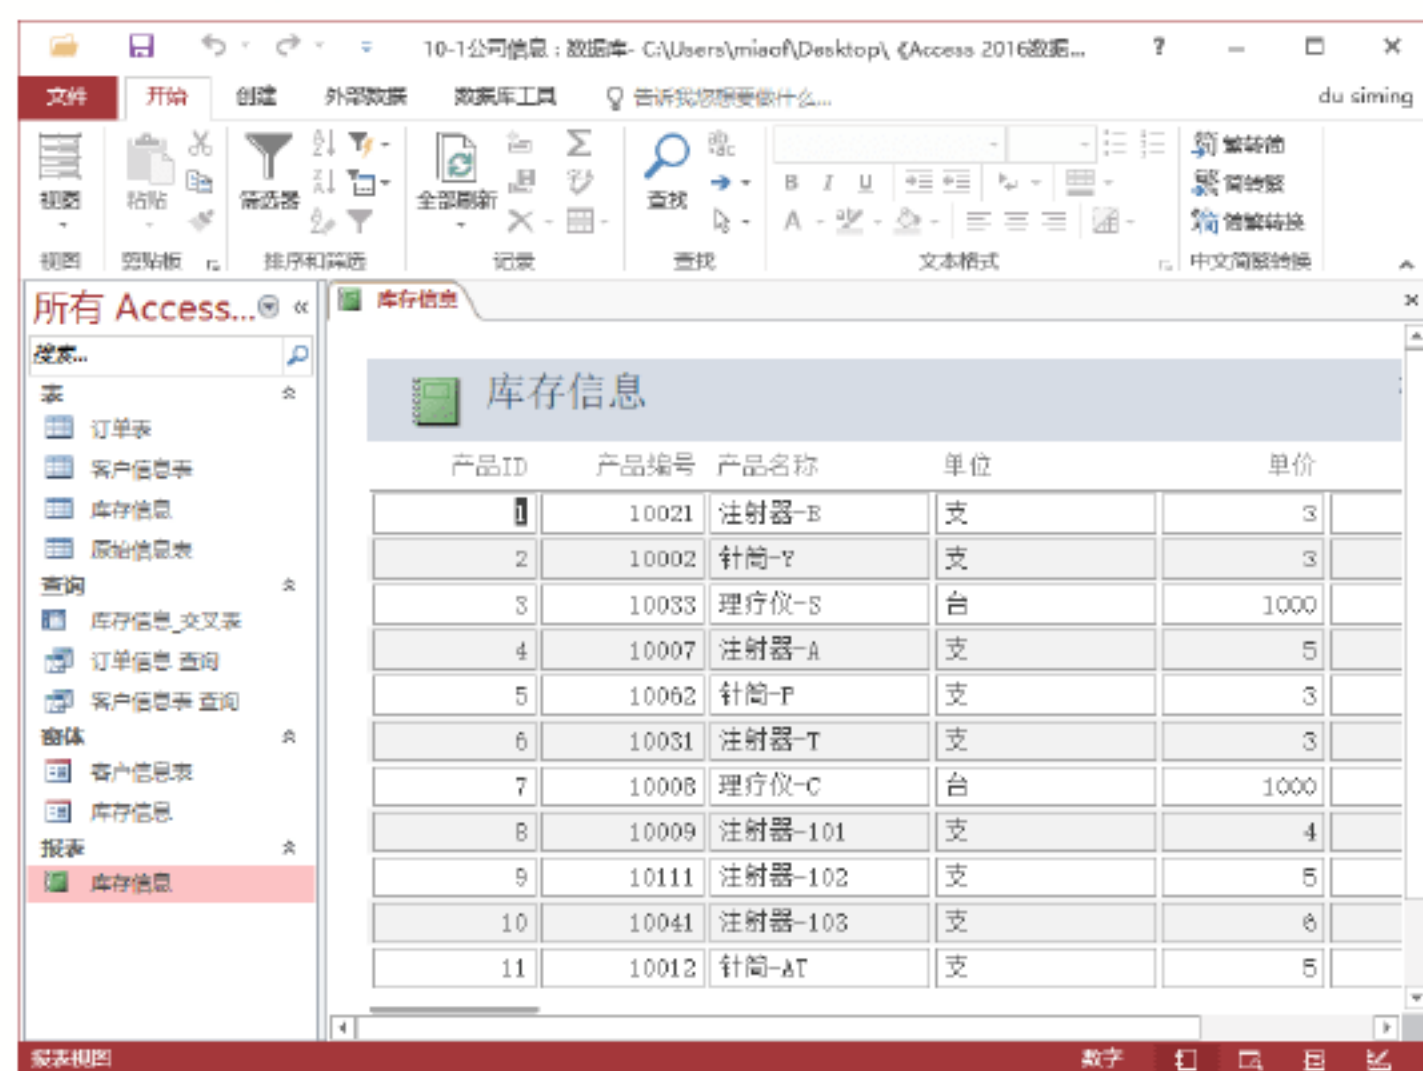 10-1公司信息 : 数据库- C:\Users\miaof\Desktop\《Access 2016数据... ?
文件 开始 创建 外部数据 数据库工具 告诉我您想要做什么... du siming
视图 粘贴 筛选器 全部刷新 查找 繁转简
简转繁
简繁转换
B I U
A
视图 剪贴板 排序和筛选 记录 查找 文本格式 中文简繁转换
所有 Access...
搜索...
表
订单表
客户信息表
库存信息
原始信息表
查询
库存信息_交叉表
订单信息 查询
客户信息表 查询
窗体
客户信息表
库存信息
报表
库存信息
库存信息
库存信息
产品ID 产品编号 产品名称 单位 单价
1 10021 注射器-E 支 3
2 10002 针筒-Y 支 3
3 10033 理疗仪-S 台 1000
4 10007 注射器-A 支 5
5 10062 针筒-P 支 3
6 10031 注射器-T 支 3
7 10008 理疗仪-C 台 1000
8 10009 注射器-101 支 4
9 10111 注射器-102 支 5
10 10041 注射器-103 支 6
11 10012 针筒-AT 支 5
报表视图 数字